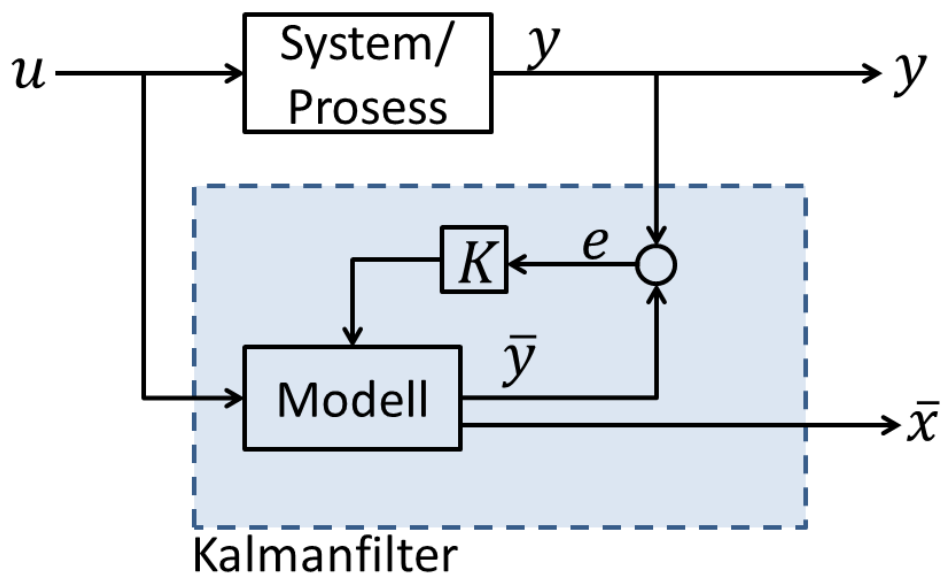 System/
Prosess
u
y
y
e
K
ȳ
Modell
x̄
Kalmanfilter